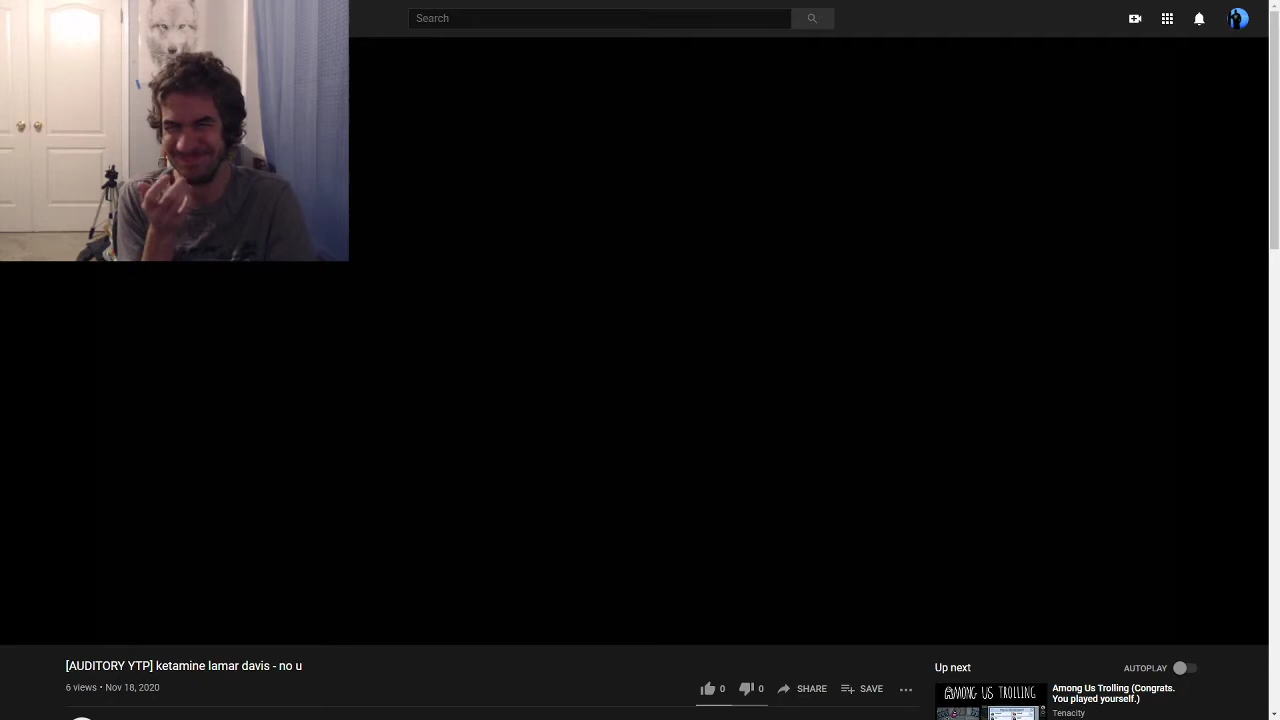 Search
[AUDITORY YTP] ketamine lamar davis - no u
6 views • Nov 18, 2020
0
0
SHARE
SAVE
Up next
AUTOPLAY
AMONG US TROLLING
Among Us Trolling (Congrats.
You played yourself.)
Tenacity